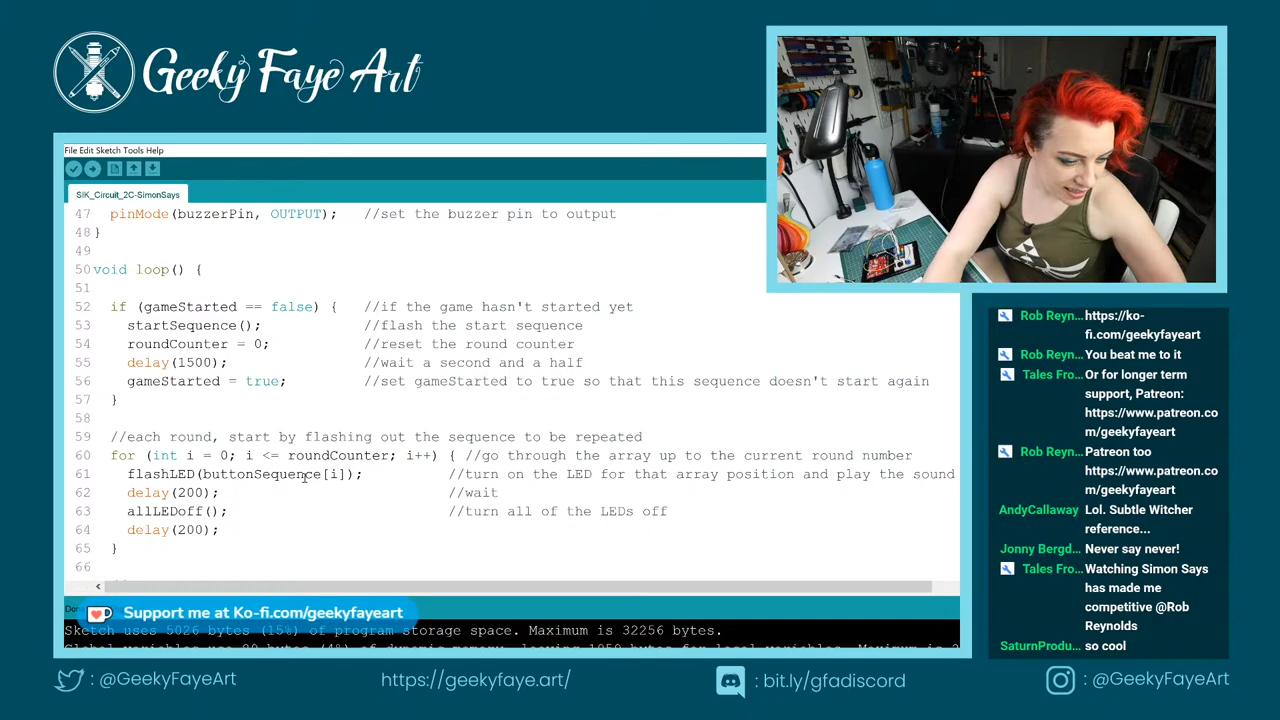 Geeky Faye Art
File Edit Sketch Tools Help
SIK_Circuit_2C-SimonSays
47 pinMode(buzzerPin, OUTPUT); //set the buzzer pin to output
48 }
49
50 void loop() {
51
52 if (gameStarted == false) { //if the game hasn't started yet
53 startSequence(); //flash the start sequence
54 roundCounter = 0; //reset the round counter
55 delay(1500); //wait a second and a half
56 gameStarted = true; //set gameStarted to true so that this sequence doesn't start again
57 }
58
59 //each round, start by flashing out the sequence to be repeated
60 for (int i = 0; i <= roundCounter; i++) { //go through the array up to the current round number
61 flashLED(buttonSequence[i]); //turn on the LED for that array position and play the sound
62 delay(200); //wait
63 allLEDoff(); //turn all of the LEDs off
64 delay(200);
65 }
66
Support me at Ko-fi.com/geekyfayeart
Sketch uses 5026 bytes (15%) of program storage space. Maximum is 32256 bytes.
Rob Reyn... https://ko-
fi.com/geekyfayeart
Rob Reyn... You beat me to it
Tales Fro... Or for longer term
support, Patreon:
https://www.patreon.co
m/geekyfayeart
Rob Reyn... Patreon too
https://www.patreon.co
m/geekyfayeart
AndyCallaway Lol. Subtle Witcher
reference...
Jonny Bergd... Never say never!
Tales Fro... Watching Simon Says
has made me
competitive @Rob
Reynolds
SaturnProdu... so cool
: @GeekyFayeArt
https://geekyfaye.art/
: bit.ly/gfadiscord
: @GeekyFayeArt